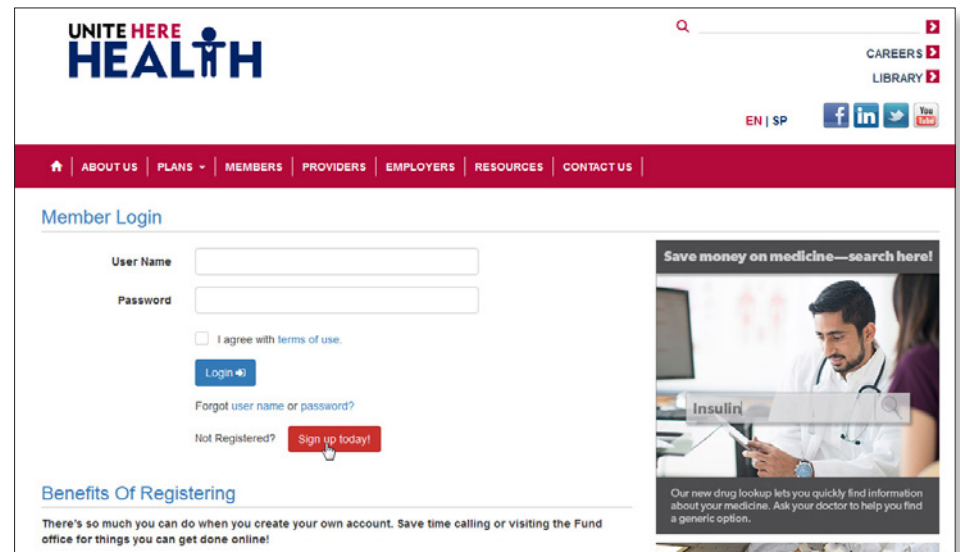 UNITE HERE
HEALTH
CAREERS
LIBRARY
EN | SP
f in You Tube
ABOUT US | PLANS | MEMBERS | PROVIDERS | EMPLOYERS | RESOURCES | CONTACT US |
Member Login
User Name
Password
I agree with terms of use.
Login
Forgot user name or password?
Not Registered? Sign up today!
Benefits Of Registering
There's so much you can do when you create your own account. Save time calling or visiting the Fund
office for things you can get done online!
Save money on medicine—search here!
Insulin
Our new drug lookup lets you quickly find information
about your medicine. Ask your doctor to help you find
a generic option.